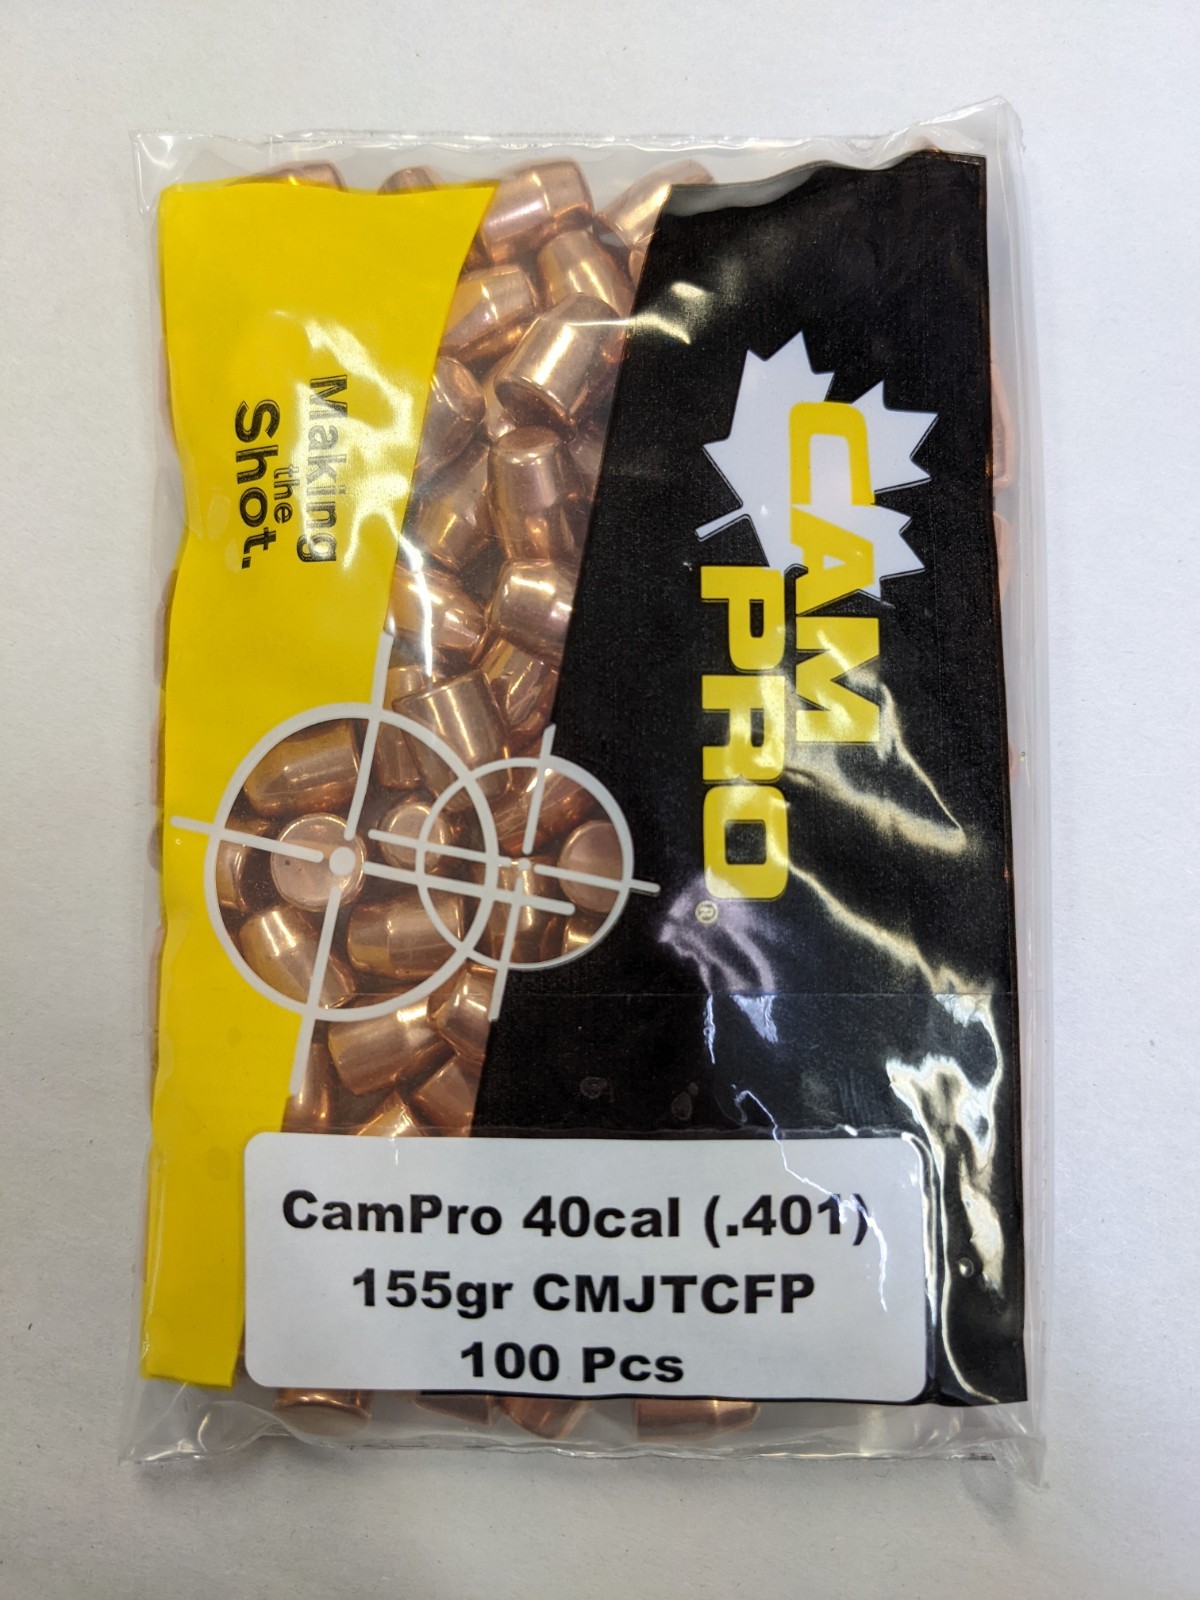 Making
the
Shot.
CAM
PRO®
CamPro 40cal (.401)
155gr CMJTCFP
100 Pcs